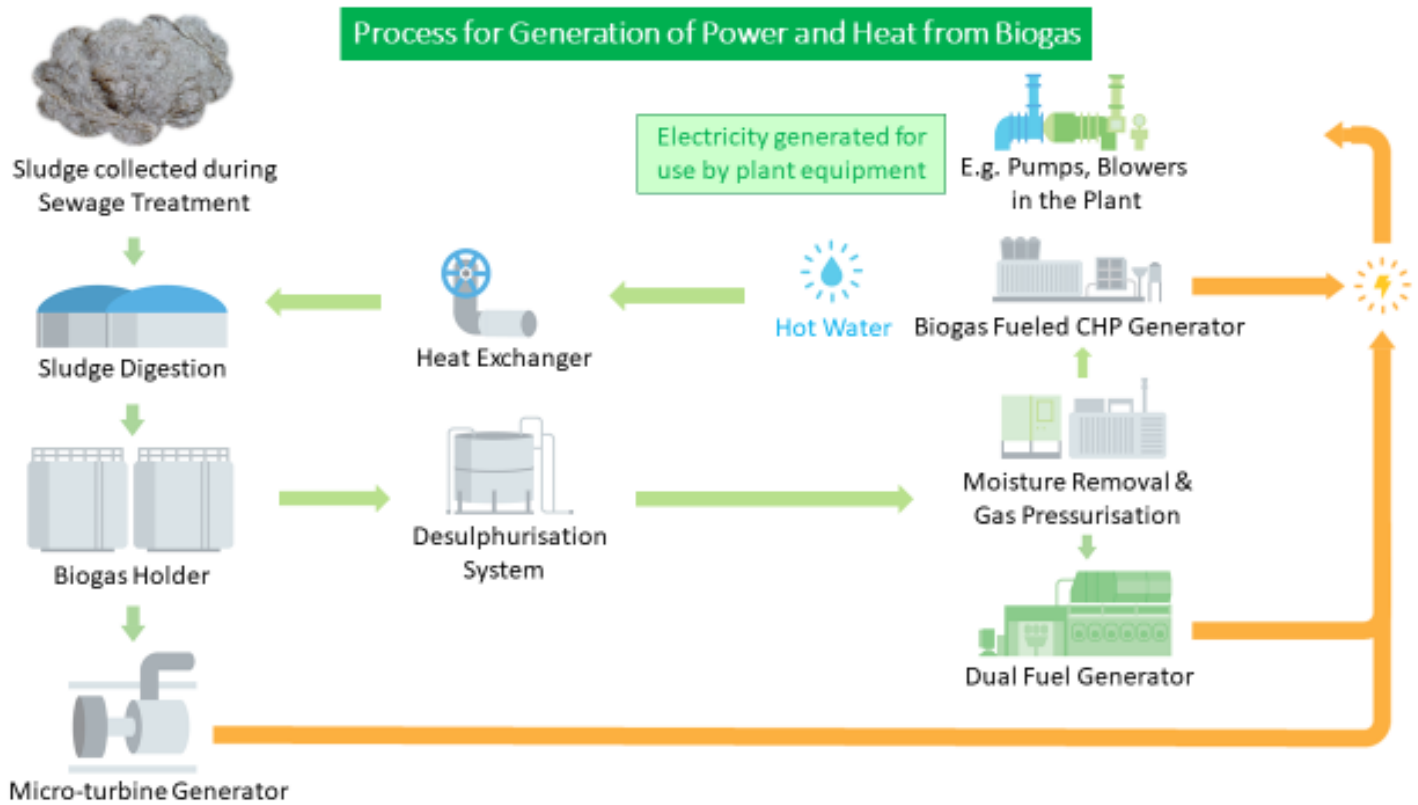 Process for Generation of Power and Heat from Biogas
Sludge collected during
Sewage Treatment
Electricity generated for
use by plant equipment
E.g. Pumps, Blowers
in the Plant
Sludge Digestion
Heat Exchanger
Hot Water
Biogas Fueled CHP Generator
Biogas Holder
Desulphurisation
System
Moisture Removal &
Gas Pressurisation
Dual Fuel Generator
Micro-turbine Generator